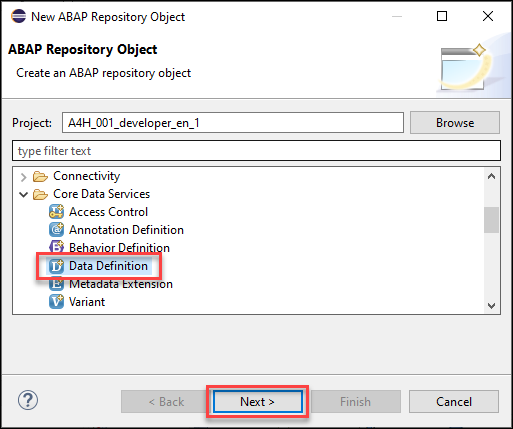 New ABAP Repository Object
ABAP Repository Object
Create an ABAP repository object
Project: A4H_001_developer_en_1 Browse
type filter text
Connectivity
Core Data Services
Access Control
Annotation Definition
Behavior Definition
Data Definition
Metadata Extension
Variant
? < Back Next > Finish Cancel